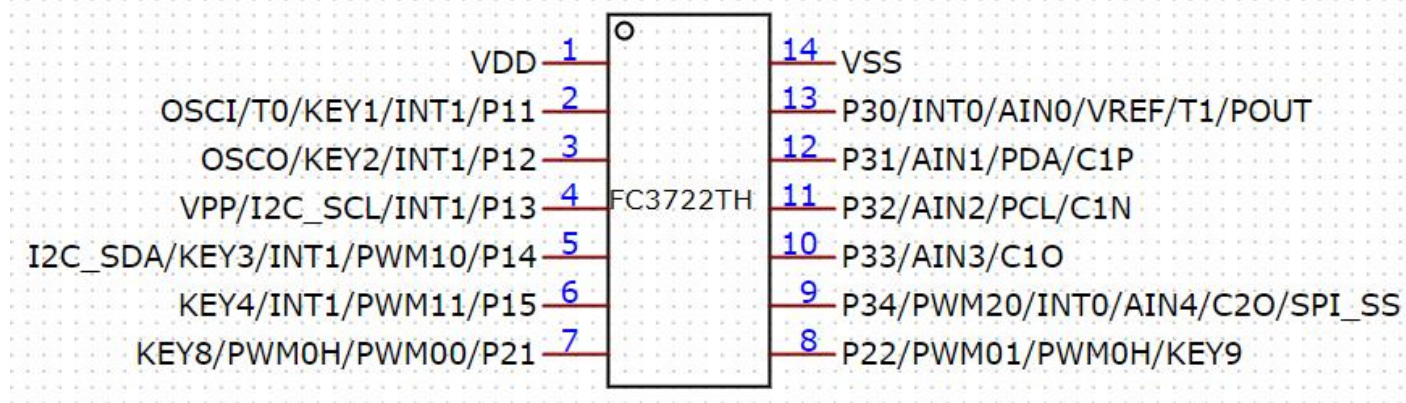 VDD 1 14 VSS
OSCI/T0/KEY1/INT1/P11 2 13 P30/INT0/AIN0/VREF/T1/POUT
OSCO/KEY2/INT1/P12 3 12 P31/AIN1/PDA/C1P
VPP/I2C_SCL/INT1/P13 4 FC3722TH 11 P32/AIN2/PCL/C1N
I2C_SDA/KEY3/INT1/PWM10/P14 5 10 P33/AIN3/C1O
KEY4/INT1/PWM11/P15 6 9 P34/PWM20/INT0/AIN4/C2O/SPI_SS
KEY8/PWM0H/PWM00/P21 7 8 P22/PWM01/PWM0H/KEY9